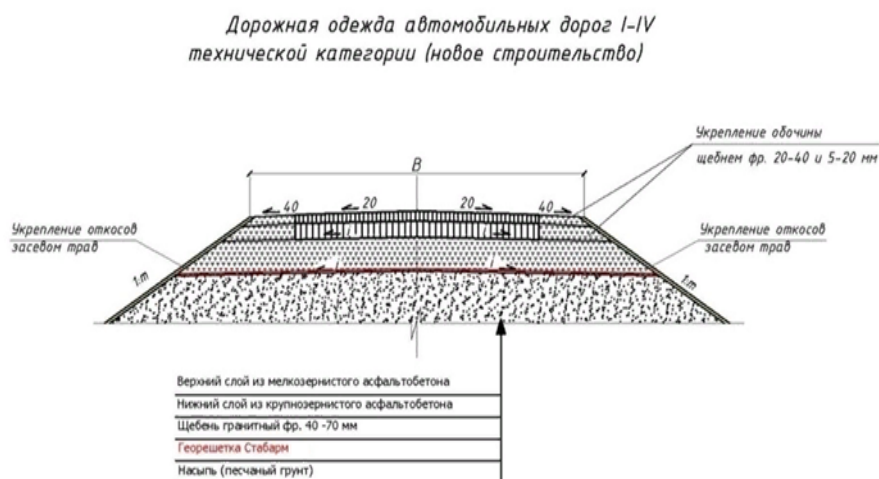 Дорожная одежда автомобильных дорог I-IV
технической категории (новое строительство)
Укрепление обочины
щебнем фр. 20-40 и 5-20 мм
В
40 20 20 40
Укрепление откосов
засевом трав
Укрепление откосов
засевом трав
i i
i i
1:m 1:m
Верхний слой из мелкозернистого асфальтобетона
Нижний слой из крупнозернистого асфальтобетона
Щебень гранитный фр. 40 -70 мм
Георешетка Стабарм
Насыпь (песчаный грунт)